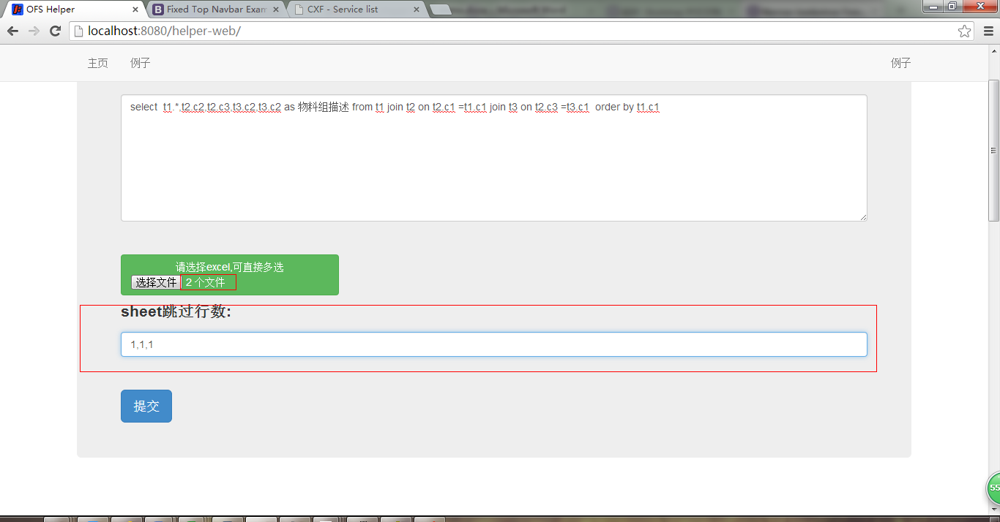 OFS Helper
Fixed Top Navbar Exam
CXF - Service list
localhost:8080/helper-web/
主页 例子 例子
select t1.*,t2.c2,t2.c3,t3.c2,t3.c2 as 物料组描述 from t1 join t2 on t2.c1 =t1.c1 join t3 on t2.c3 =t3.c1 order by t1.c1
请选择excel,可直接多选
选择文件 2 个文件
sheet跳过行数:
1,1,1
提交
55